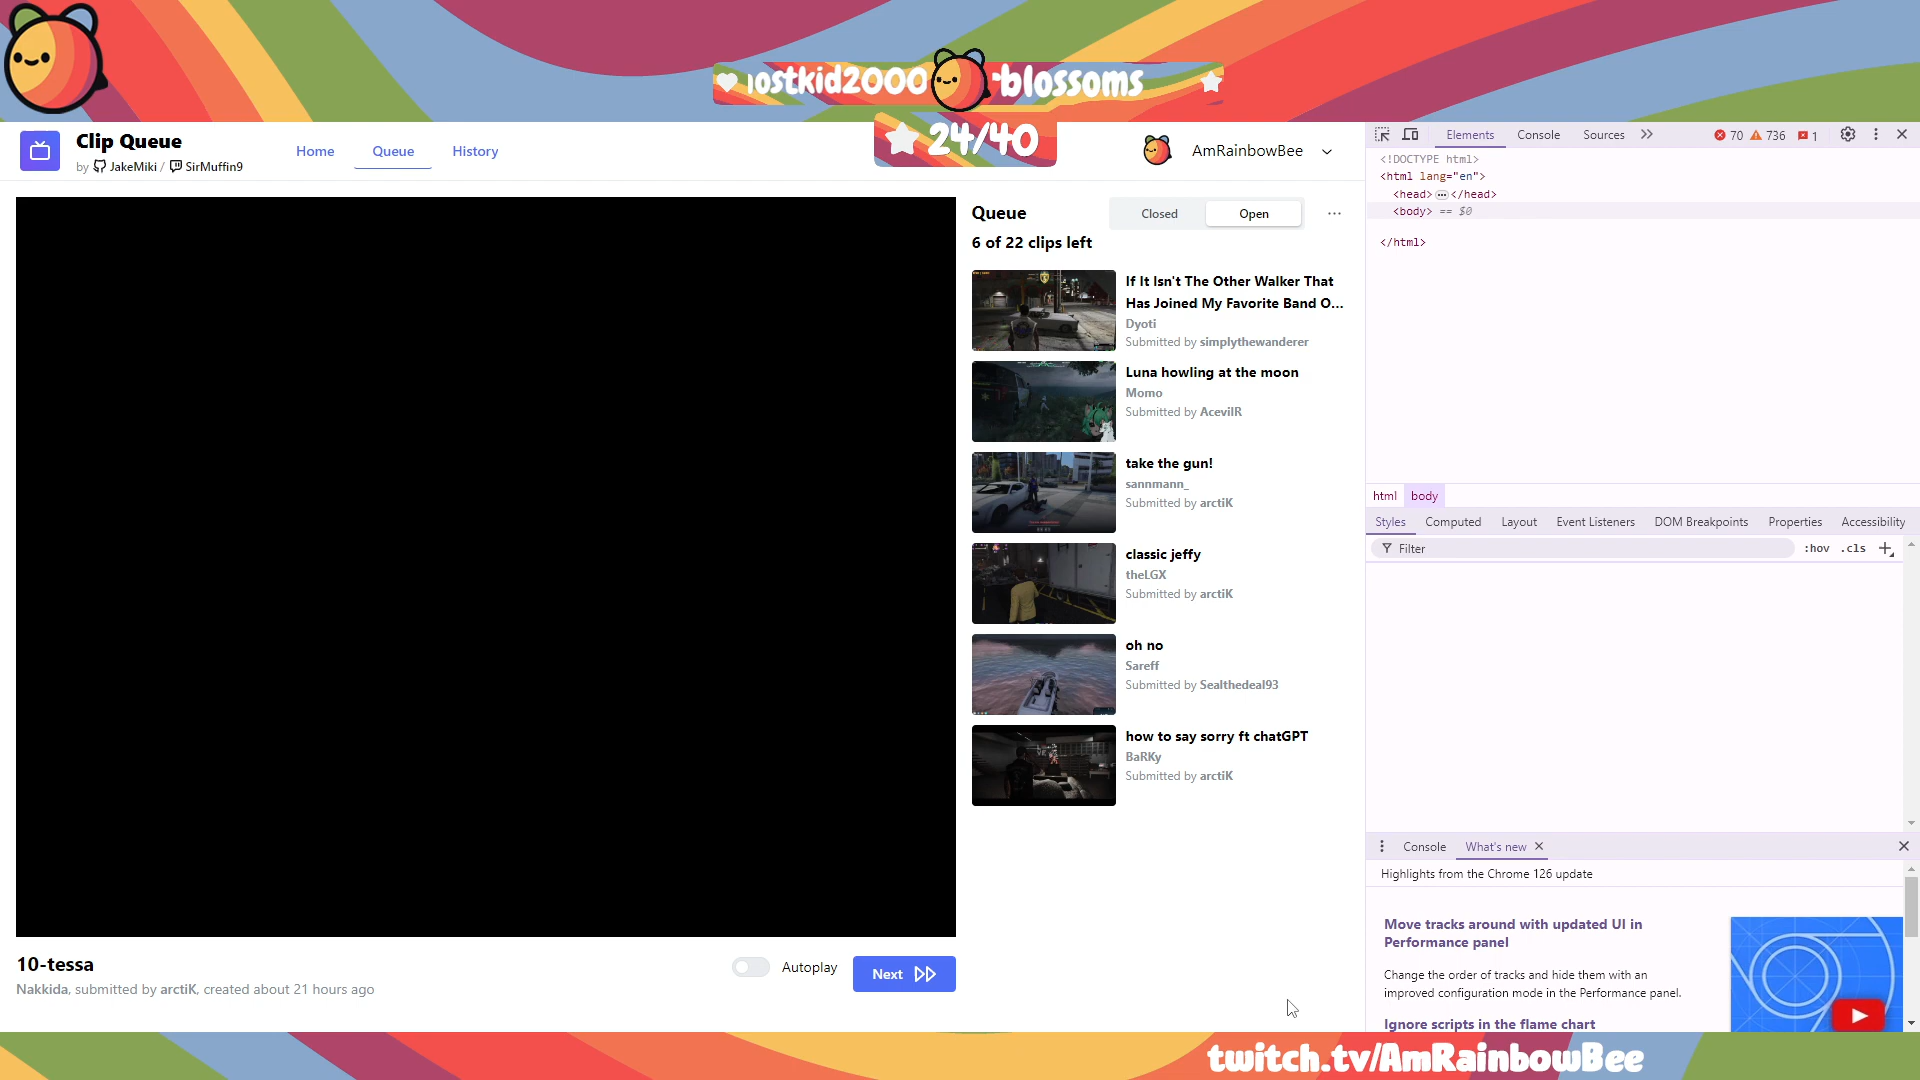 lostkid2000 blossoms
24/40
Clip Queue
by JakeMiki / SirMuffin9
Home Queue History
AmRainbowBee
Queue
Closed Open
6 of 22 clips left
If It Isn't The Other Walker That
Has Joined My Favorite Band O...
Dyoti
Submitted by simplythewanderer
Luna howling at the moon
Momo
Submitted by AcevilR
take the gun!
sannmann_
Submitted by arctiK
classic jeffy
theLGX
Submitted by arctiK
oh no
Sareff
Submitted by Sealthedeal93
how to say sorry ft chatGPT
BaRKy
Submitted by arctiK
10-tessa
Nakkida, submitted by arctiK, created about 21 hours ago
Autoplay
Next
Elements Console Sources 70 736 1
<!DOCTYPE html>
<html lang="en">
<head> </head>
<body> == $0
</html>
html body
Styles Computed Layout Event Listeners DOM Breakpoints Properties Accessibility
Filter :hov .cls
Console What's new
Highlights from the Chrome 126 update
Move tracks around with updated UI in
Performance panel
Change the order of tracks and hide them with an
improved configuration mode in the Performance panel.
Ignore scripts in the flame chart
twitch.tv/AmRainbowBee